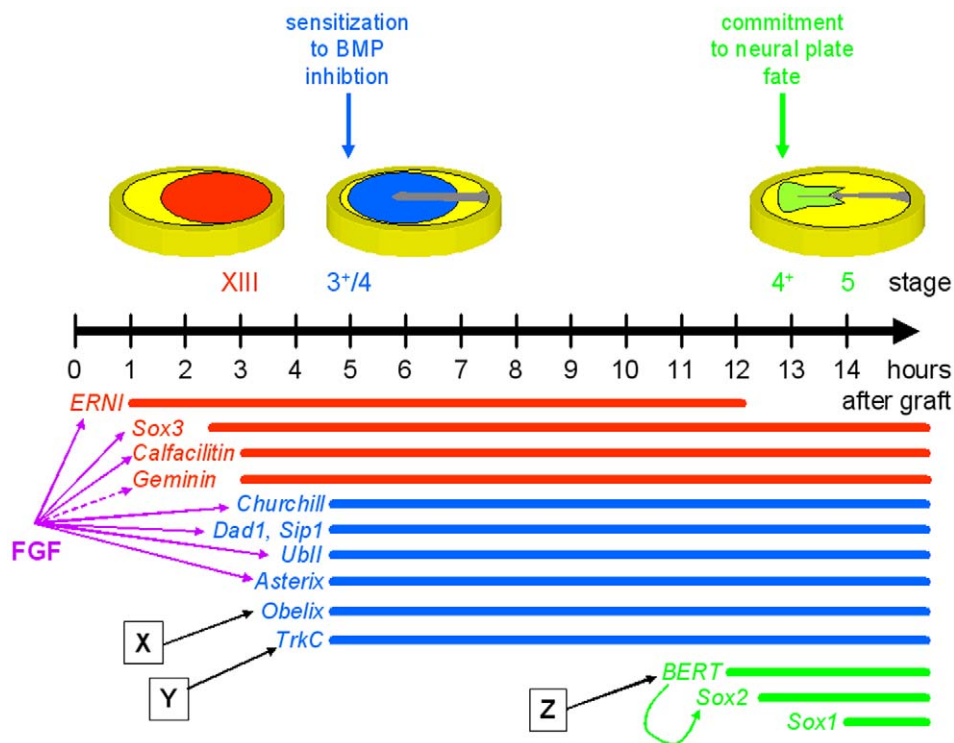 sensitization
to BMP
inhibtion
commitment
to neural plate
fate
XIII 3+/4 4+ 5 stage
0 1 2 3 4 5 6 7 8 9 10 11 12 13 14 hours
after graft
ERNI
Sox3
Calfacilitin
Geminin
Churchill
Dad1, Sip1
FGF
UbII
Asterix
Obelix
X
TrkC
Y
BERT
Z
Sox2
Sox1